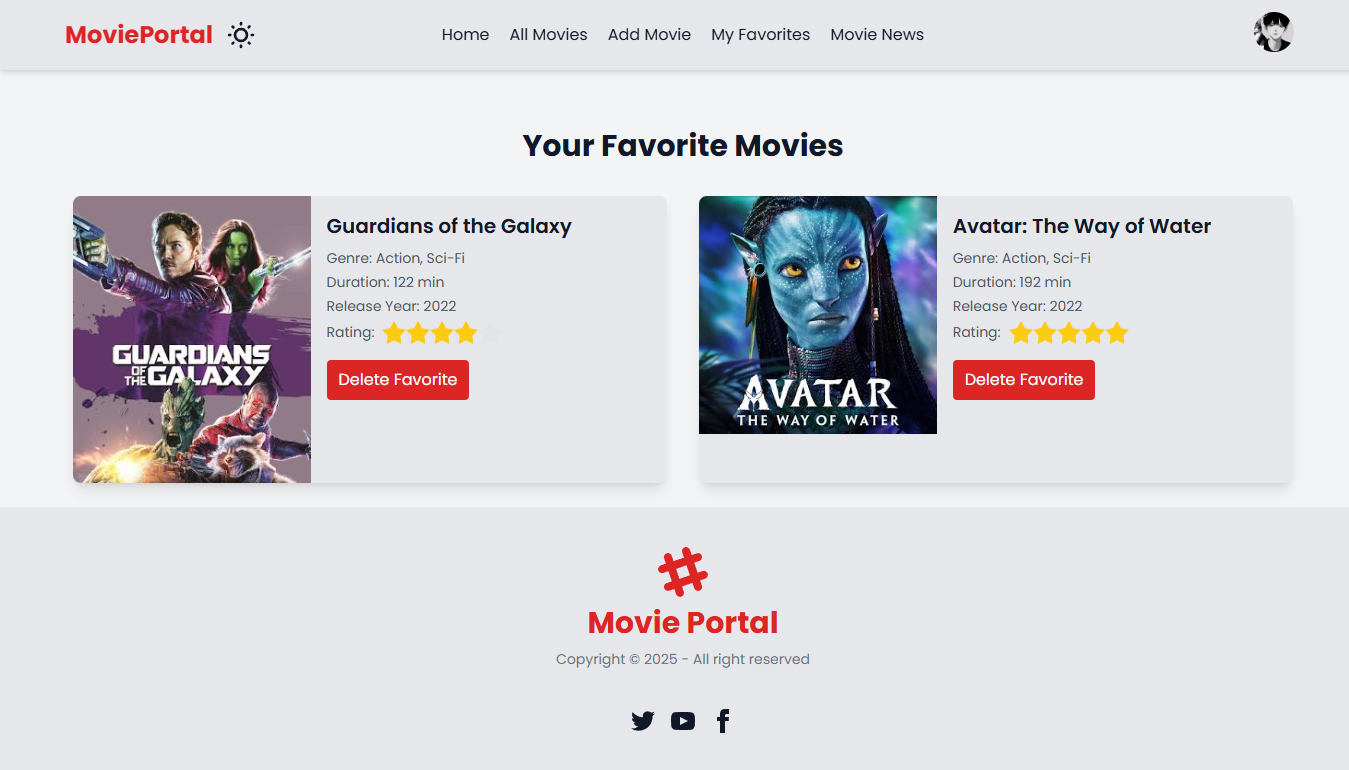 MoviePortal
Home All Movies Add Movie My Favorites Movie News
Your Favorite Movies
GUARDIANS
OF THE GALAXY
Guardians of the Galaxy
Genre: Action, Sci-Fi
Duration: 122 min
Release Year: 2022
Rating:
Delete Favorite
AVATAR
THE WAY OF WATER
Avatar: The Way of Water
Genre: Action, Sci-Fi
Duration: 192 min
Release Year: 2022
Rating:
Delete Favorite
Movie Portal
Copyright © 2025 - All right reserved